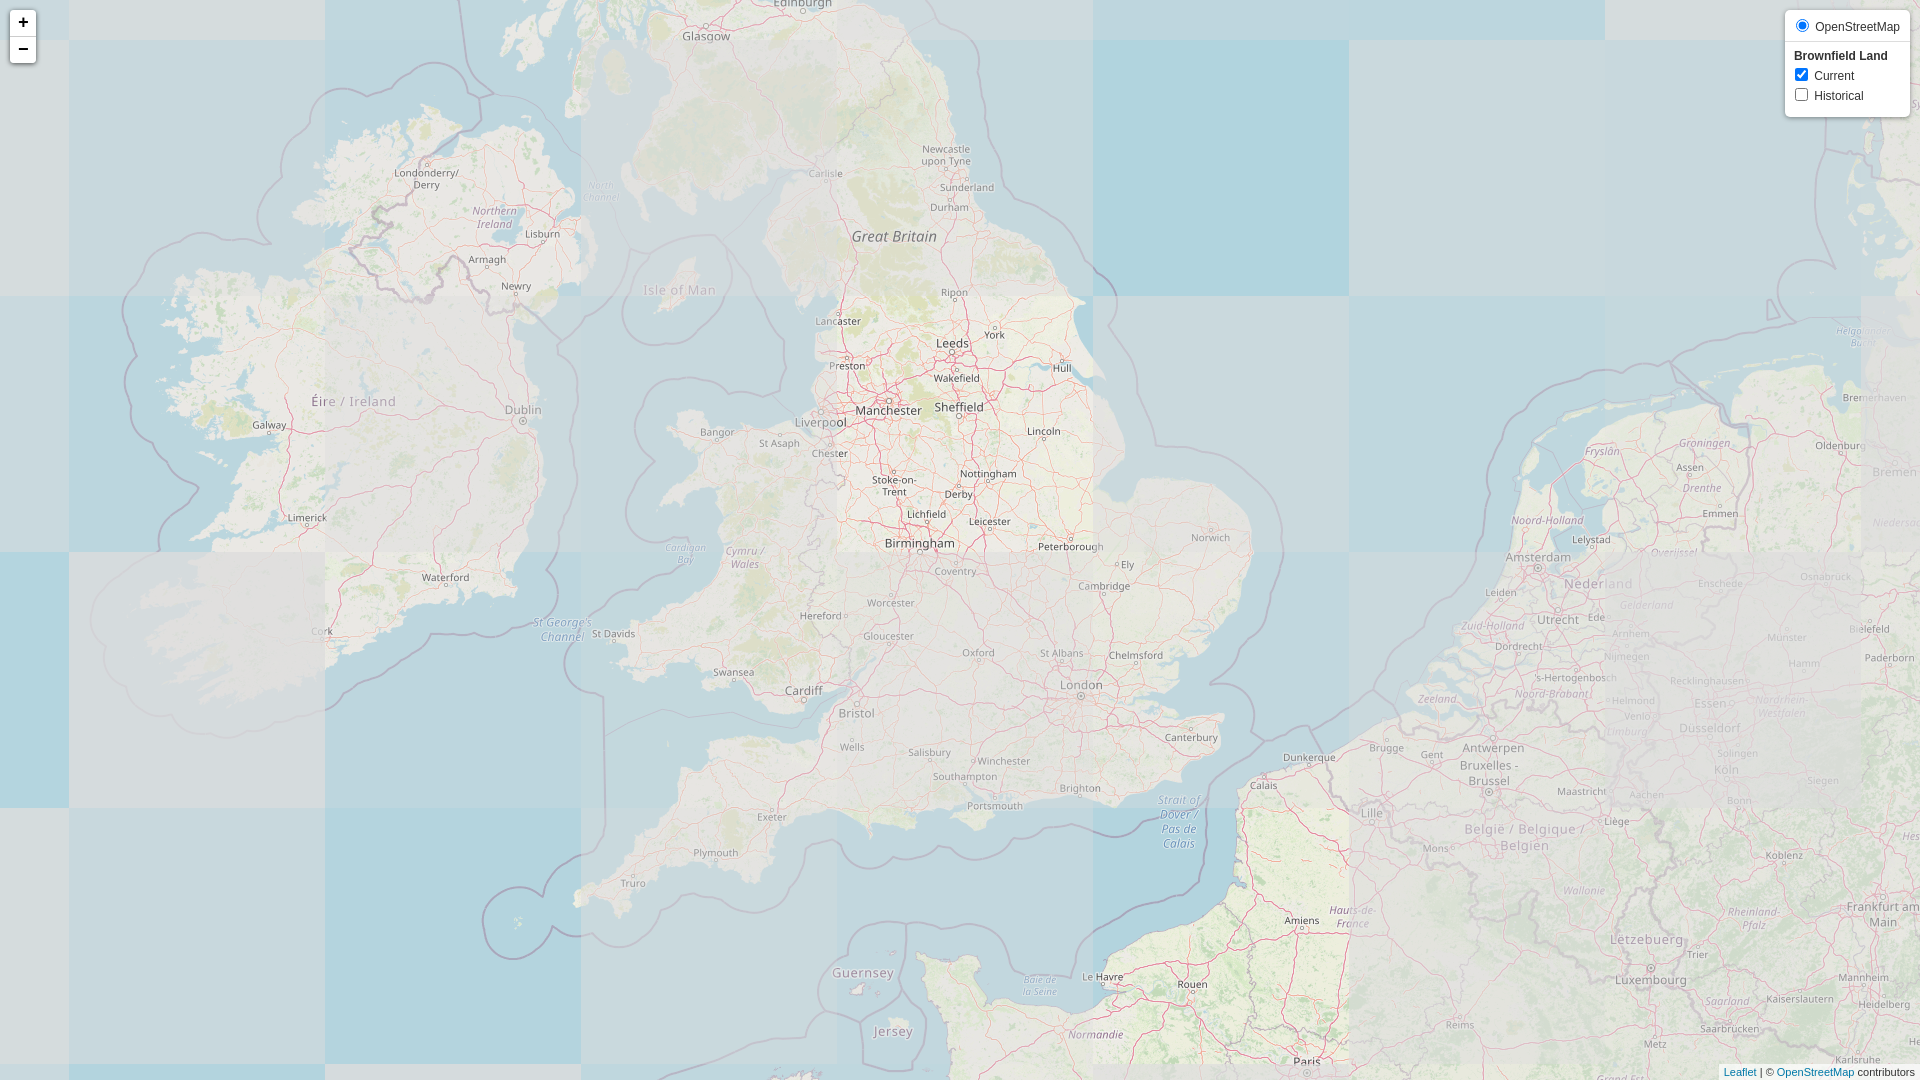 +
−
OpenStreetMap
Brownfield Land
Current
Historical
Edinburgh
Glasgow
Newcastle
upon Tyne
Londonderry/
Derry
Carlisle
North
Channel
Sunderland
Durham
Northern
Ireland
Lisburn
Great Britain
Armagh
Newry
Isle of Man
Ripon
Lancaster
York
Leeds
Preston
Hull
Wakefield
Éire / Ireland
Dublin
Manchester
Sheffield
Galway
Liverpool
Bangor
St Asaph
Lincoln
Chester
Bremerhaven
Groningen
Fryslân
Oldenburg
Assen
Bremen
Drenthe
Nottingham
Stoke-on-
Trent
Derby
Lichfield
Leicester
Limerick
Norwich
Emmen
Noord-Holland
Birmingham
Peterborough
Lelystad
Cardigan
Bay
Cymru /
Wales
Overijssel
Amsterdam
Coventry
Ely
Waterford
Cambridge
Nederland
Enschede
Osnabrück
Leiden
Worcester
Gelderland
Hereford
Cork
St George's
Channel
St Davids
Gloucester
Zuid-Holland
Utrecht
Ede
Arnhem
Münster
Bielefeld
Oxford
St Albans
Chelmsford
Dordrecht
Nijmegen
Hamm
Paderborn
Swansea
Cardiff
London
's-Hertogenbosch
Recklinghausen
Zeeland
Noord-Brabant
Helmond
Essen
Nordrhein-
Westfalen
Bristol
Venlo
Limburg
Düsseldorf
Canterbury
Wells
Salisbury
Winchester
Dunkerque
Brugge
Gent
Antwerpen
Solingen
Köln
Southampton
Bruxelles -
Brussel
Siegen
Brighton
Calais
Maastricht
Aachen
Bonn
Portsmouth
Strait of
Dover /
Pas de
Calais
Exeter
Lille
Liège
België / Belgique /
Belgien
Mons
Plymouth
Koblenz
Truro
Wallonie
Amiens
Hauts-de-
France
Rheinland-
Pfalz
Frankfurt am
Main
Lëtzebuerg
Trier
Guernsey
Le Havre
Rouen
Baie de
la Seine
Luxembourg
Mannheim
Kaiserslautern
Heidelberg
Saarland
Jersey
Normandie
Reims
Saarbrücken
Metz
Karlsruhe
Paris
Grand Est
Leaflet | © OpenStreetMap contributors